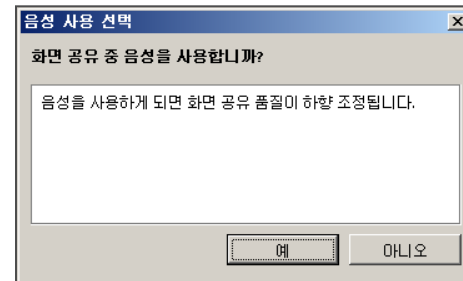 음성 사용 선택
화면 공유 중 음성을 사용합니까?
음성을 사용하게 되면 화면 공유 품질이 하향 조정됩니다.
예
아니오